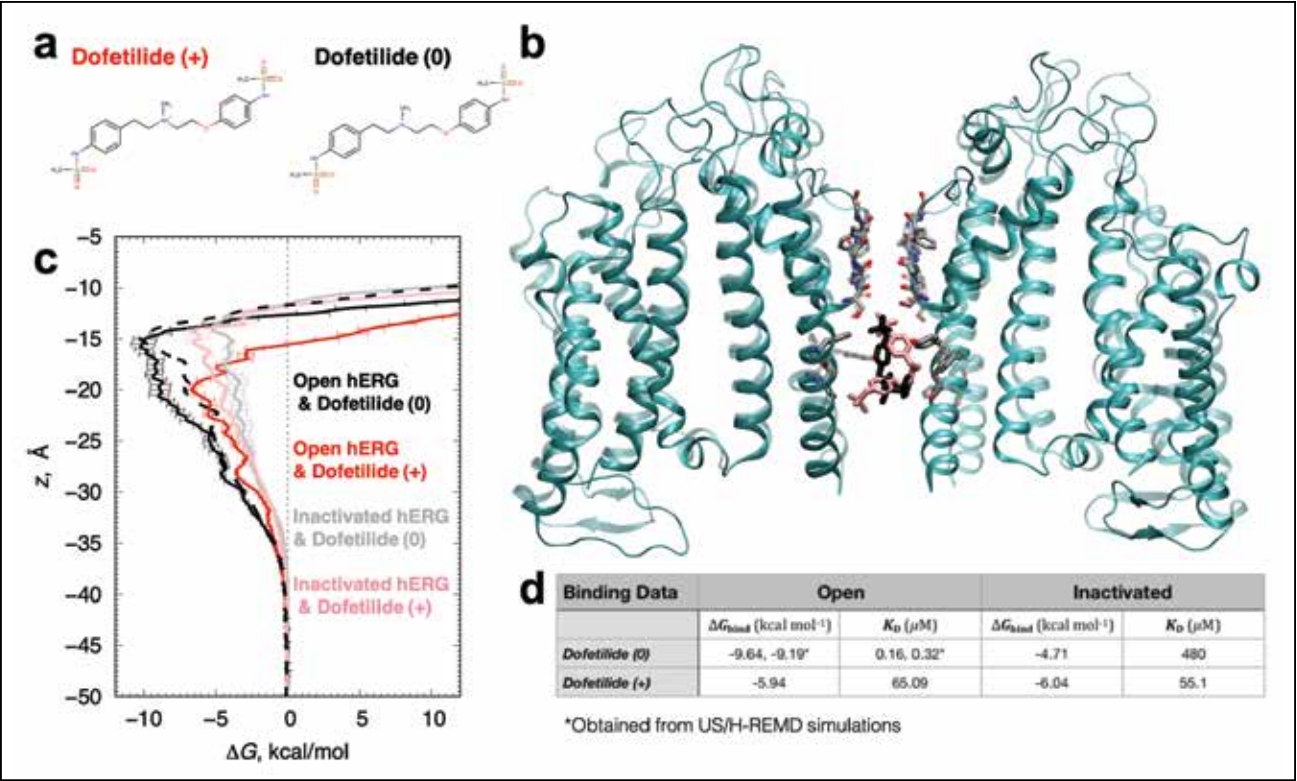 a
Dofetilide (+)
Dofetilide (0)
b
c
−5
−10
−15
−20
−25
−30
−35
−40
−45
−50
z, Å
−10 −5 0 5 10
ΔG, kcal/mol
Open hERG
& Dofetilide (0)
Open hERG
& Dofetilide (+)
Inactivated hERG
& Dofetilide (0)
Inactivated hERG
& Dofetilide (+)
d
Binding Data Open Inactivated
ΔGbind (kcal mol-1) KD (μM) ΔGbind (kcal mol-1) KD (μM)
Dofetilide (0) -9.64, -9.19* 0.16, 0.32* -4.71 480
Dofetilide (+) -5.94 65.09 -6.04 55.1
*Obtained from US/H-REMD simulations